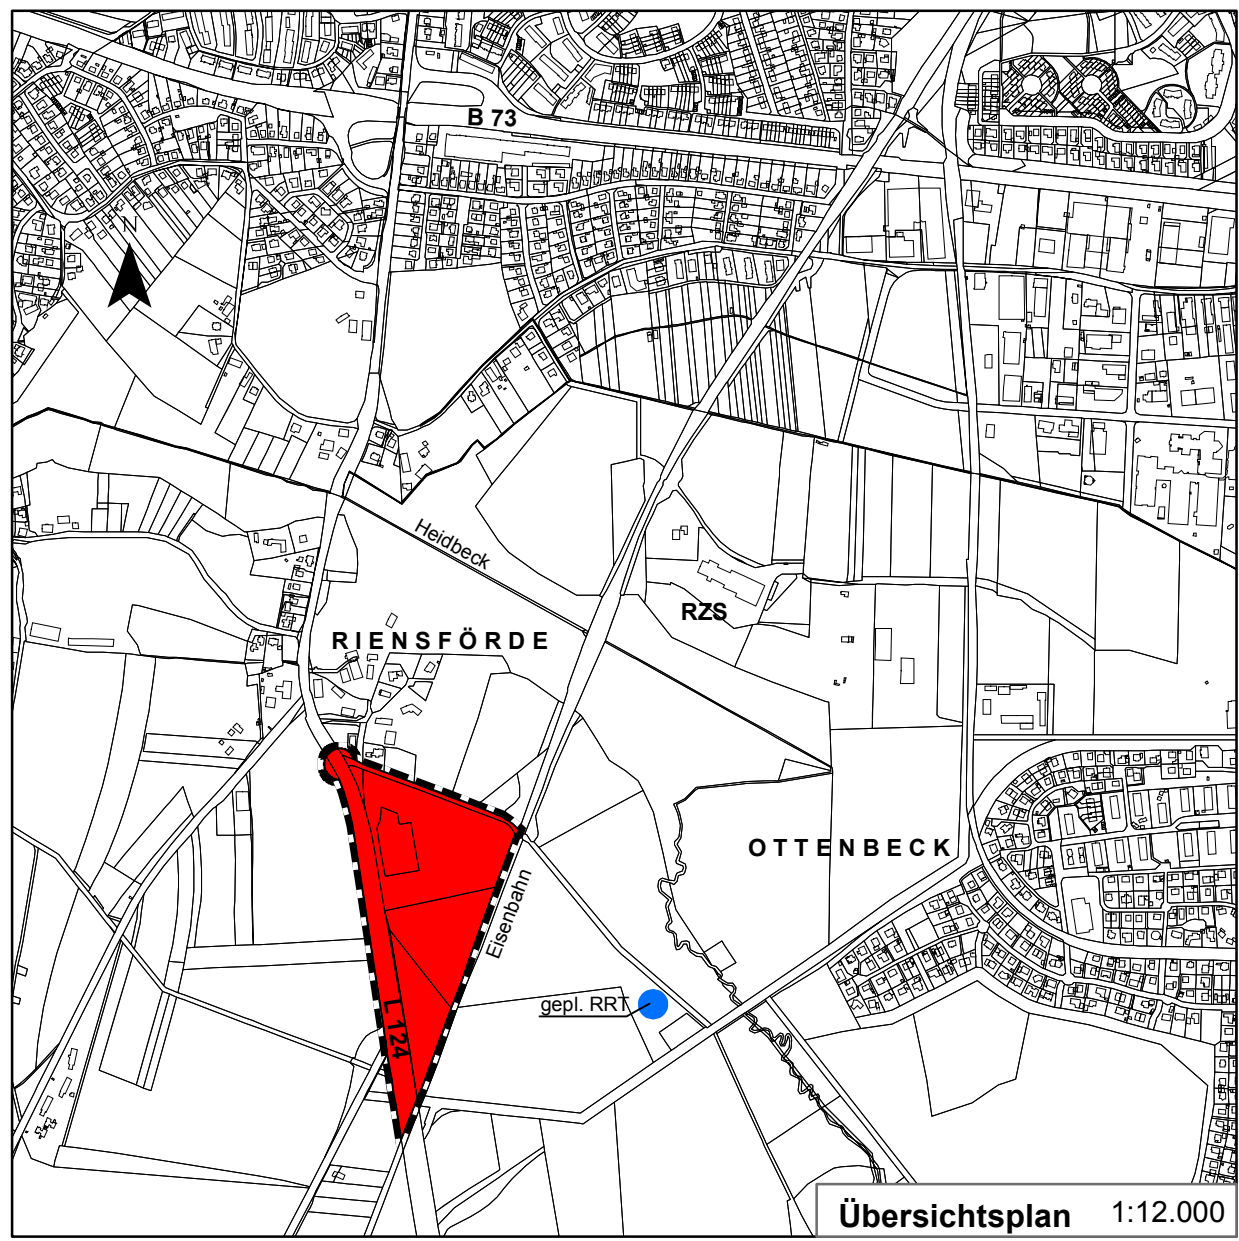 B 73
N
Heidbeck
RZS
RIENSFÖRDE
OTTENBECK
Eisenbahn
gepl. RRT
L 124
Übersichtsplan 1:12.000